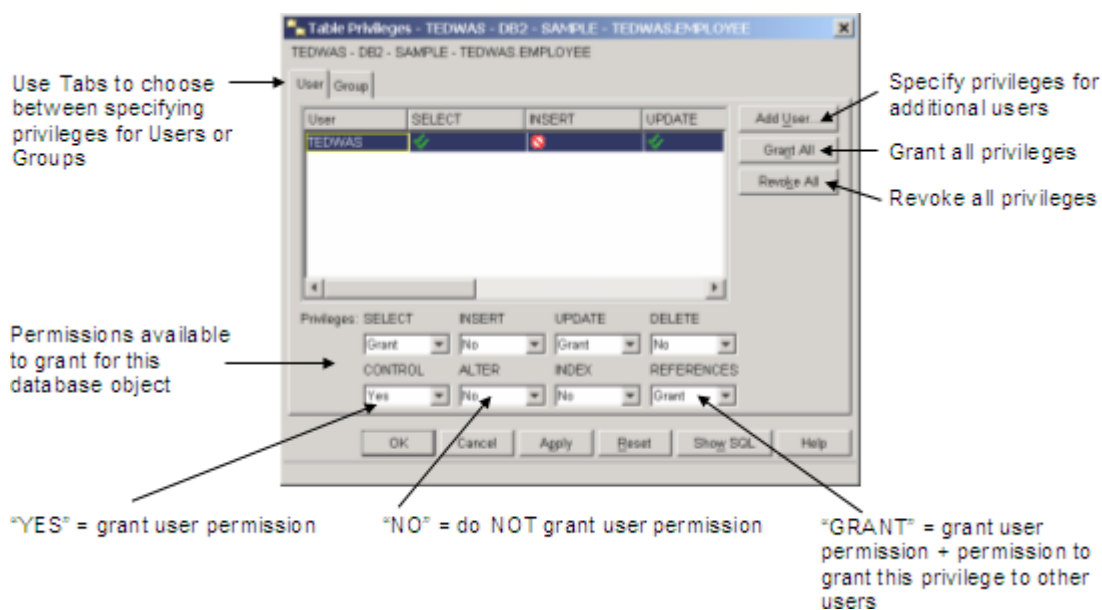 Table Privileges - TEDWAS - DB2 - SAMPLE - TEDWAS.EMPLOYEE
TEDWAS - DB2 - SAMPLE - TEDWAS.EMPLOYEE
Use Tabs to choose
between specifying
privileges for Users or
Groups
User Group
User SELECT INSERT UPDATE
TEDWAS
Add User...
Grant All
Revoke All
Specify privileges for
additional users
Grant all privileges
Revoke all privileges
Permissions available
to grant for this
database object
Privileges: SELECT INSERT UPDATE DELETE
Grant No Grant No
CONTROL ALTER INDEX REFERENCES
Yes No No Grant
OK Cancel Apply Reset Show SQL Help
“YES” = grant user permission
“NO” = do NOT grant user permission
“GRANT” = grant user
permission + permission to
grant this privilege to other
users